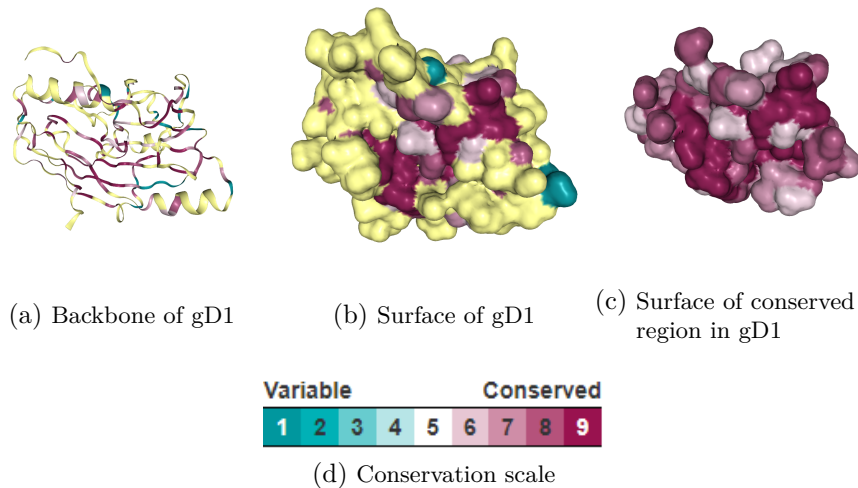 (a) Backbone of gD1
(b) Surface of gD1
(c) Surface of conserved
region in gD1
Variable Conserved
1 2 3 4 5 6 7 8 9
(d) Conservation scale